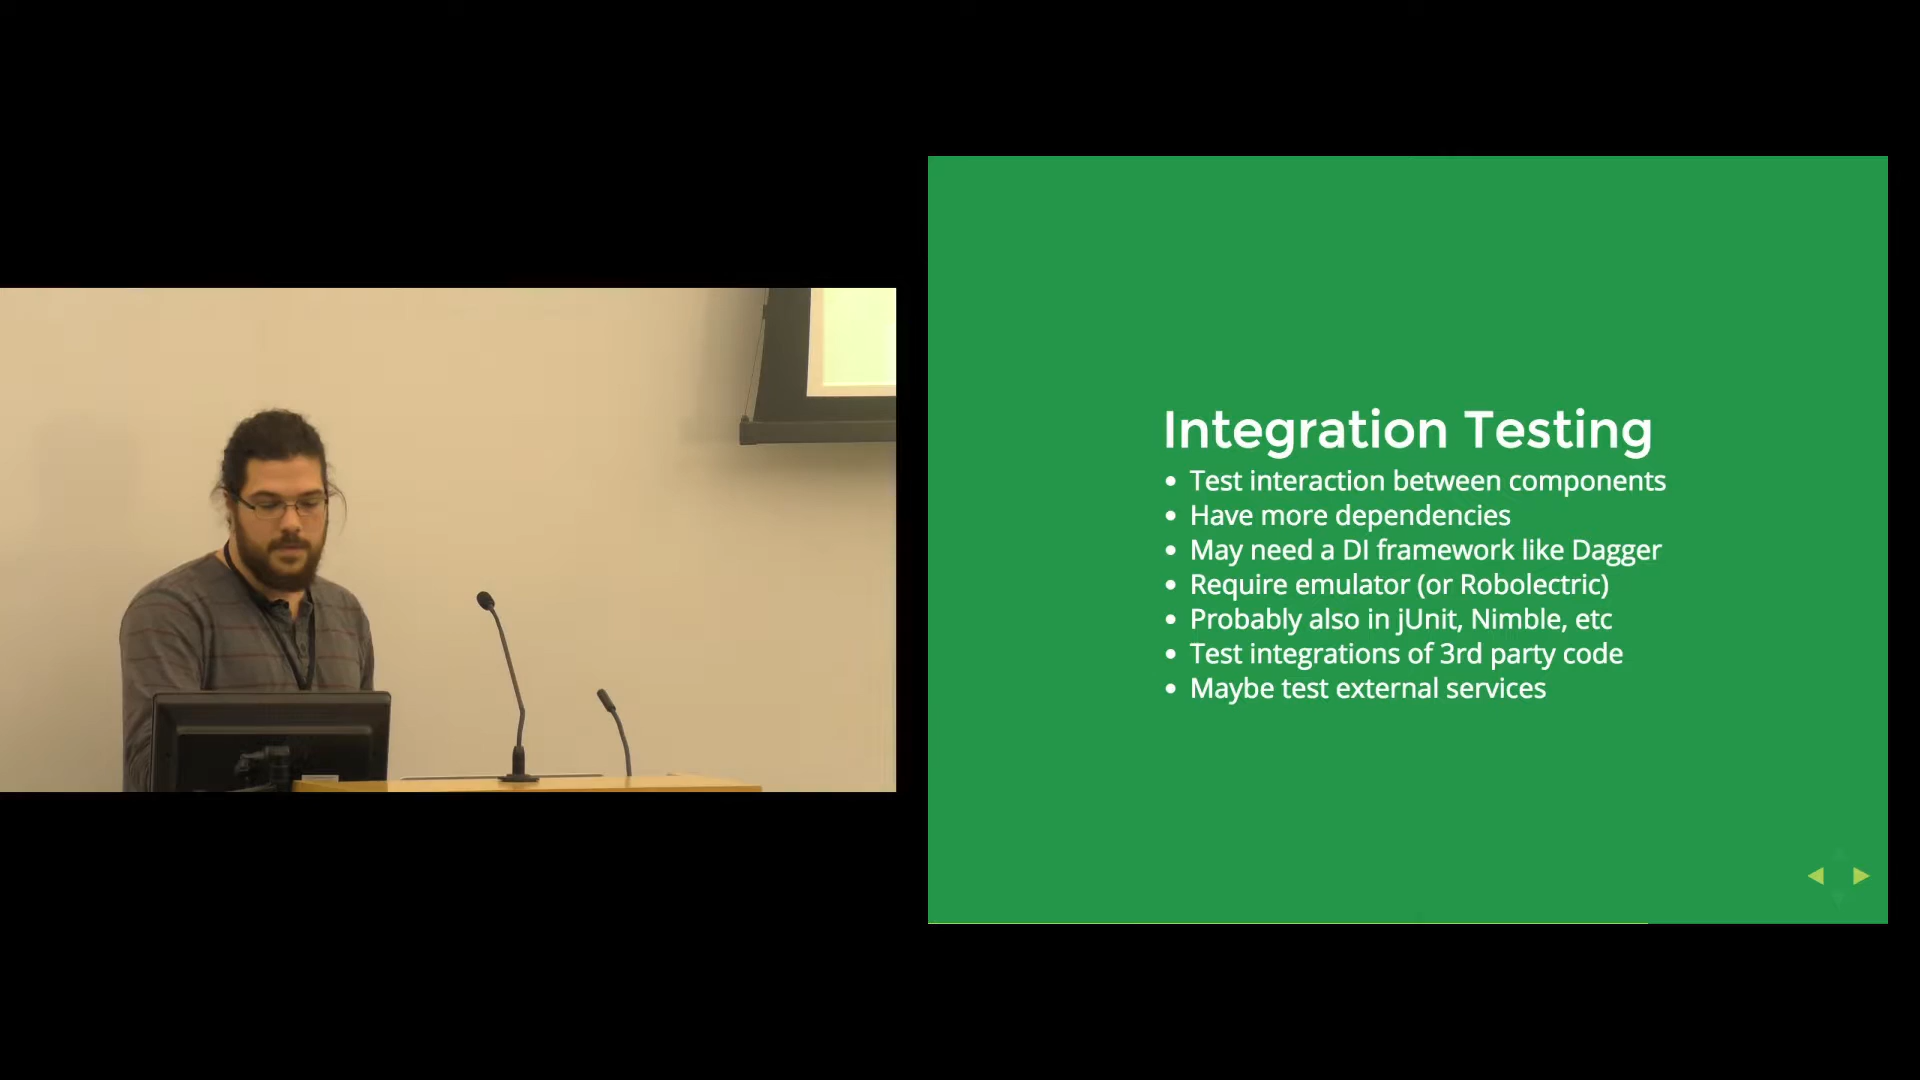 Integration Testing
• Test interaction between components
• Have more dependencies
• May need a DI framework like Dagger
• Require emulator (or Robolectric)
• Probably also in jUnit, Nimble, etc
• Test integrations of 3rd party code
• Maybe test external services